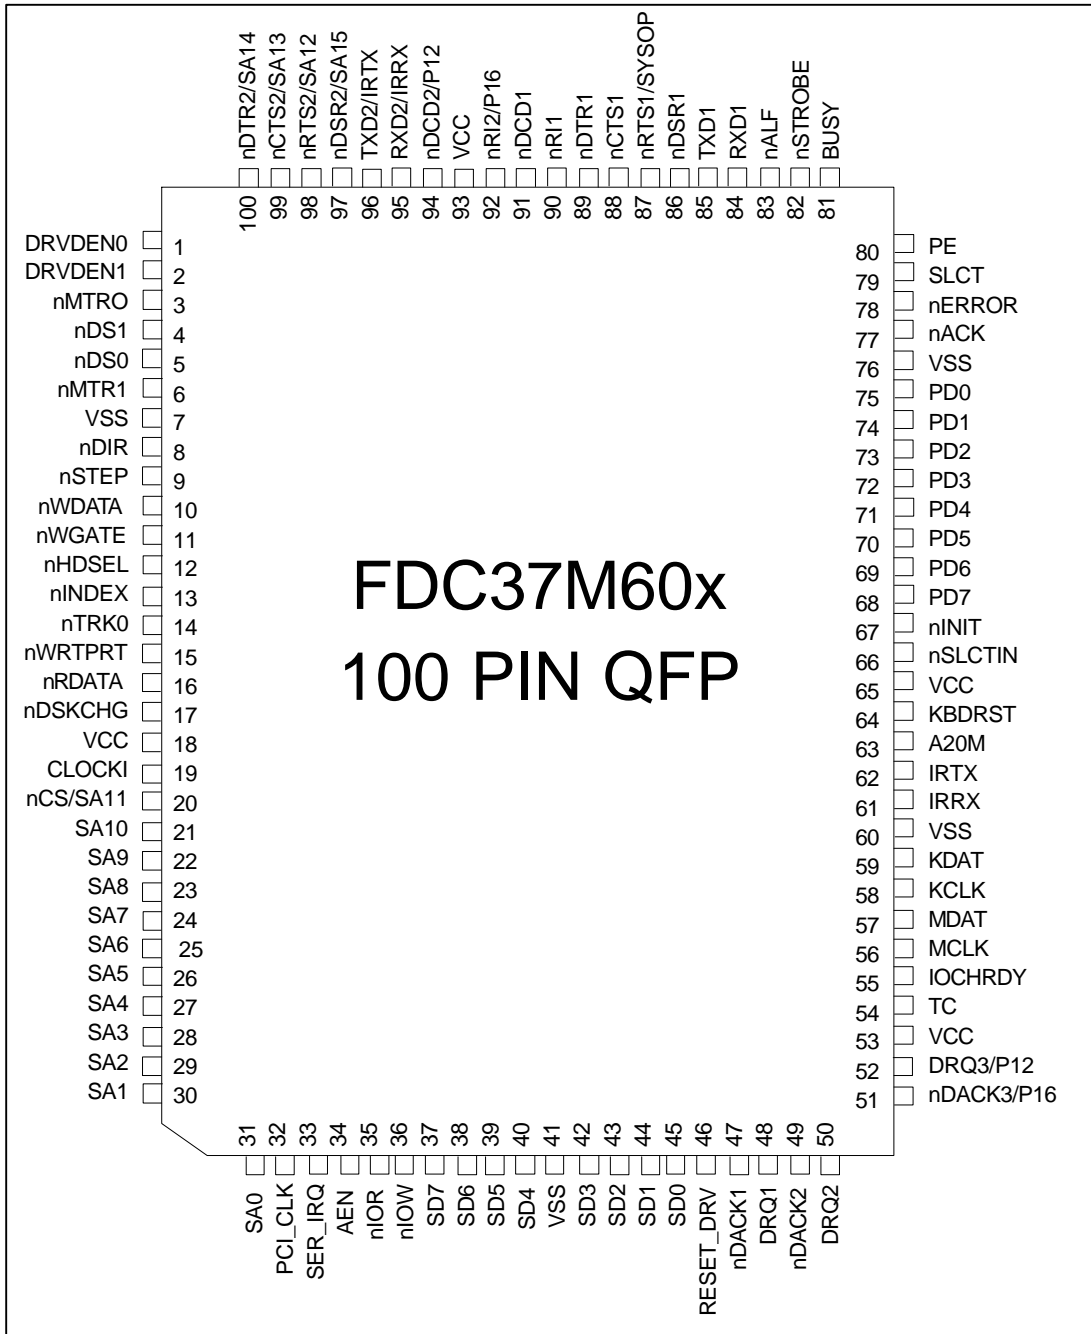 nDTR2/SA14
nCTS2/SA13
nRTS2/SA12
nDSR2/SA15
TXD2/IRTX
RXD2/IRRX
nDCD2/P12
VCC
nRI2/P16
nDCD1
nRI1
nDTR1
nCTS1
nRTS1/SYSOP
nDSR1
TXD1
RXD1
nALF
nSTROBE
BUSY
100
99
98
97
96
95
94
93
92
91
90
89
88
87
86
85
84
83
82
81
DRVDEN0 1
DRVDEN1 2
nMTRO 3
nDS1 4
nDS0 5
nMTR1 6
VSS 7
nDIR 8
nSTEP 9
nWDATA 10
nWGATE 11
nHDSEL 12
nINDEX 13
nTRK0 14
nWRTPRT 15
nRDATA 16
nDSKCHG 17
VCC 18
CLOCKI 19
nCS/SA11 20
SA10 21
SA9 22
SA8 23
SA7 24
SA6 25
SA5 26
SA4 27
SA3 28
SA2 29
SA1 30
FDC37M60x
100 PIN QFP
80 PE
79 SLCT
78 nERROR
77 nACK
76 VSS
75 PD0
74 PD1
73 PD2
72 PD3
71 PD4
70 PD5
69 PD6
68 PD7
67 nINIT
66 nSLCTIN
65 VCC
64 KBDRST
63 A20M
62 IRTX
61 IRRX
60 VSS
59 KDAT
58 KCLK
57 MDAT
56 MCLK
55 IOCHRDY
54 TC
53 VCC
52 DRQ3/P12
51 nDACK3/P16
31
32
33
34
35
36
37
38
39
40
41
42
43
44
45
46
47
48
49
50
SA0
PCI_CLK
SER_IRQ
AEN
nIOR
nIOW
SD7
SD6
SD5
SD4
VSS
SD3
SD2
SD1
SD0
RESET_DRV
nDACK1
DRQ1
nDACK2
DRQ2